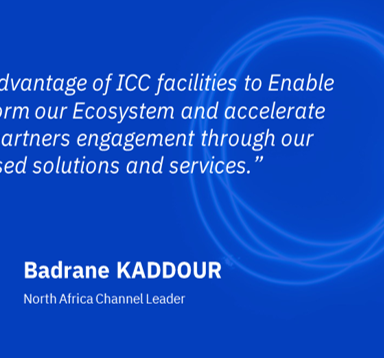 dvantage of ICC facilities to Enable
orm our Ecosystem and accelerate
artners engagement through our
sed solutions and services.”
Badrane KADDOUR
North Africa Channel Leader